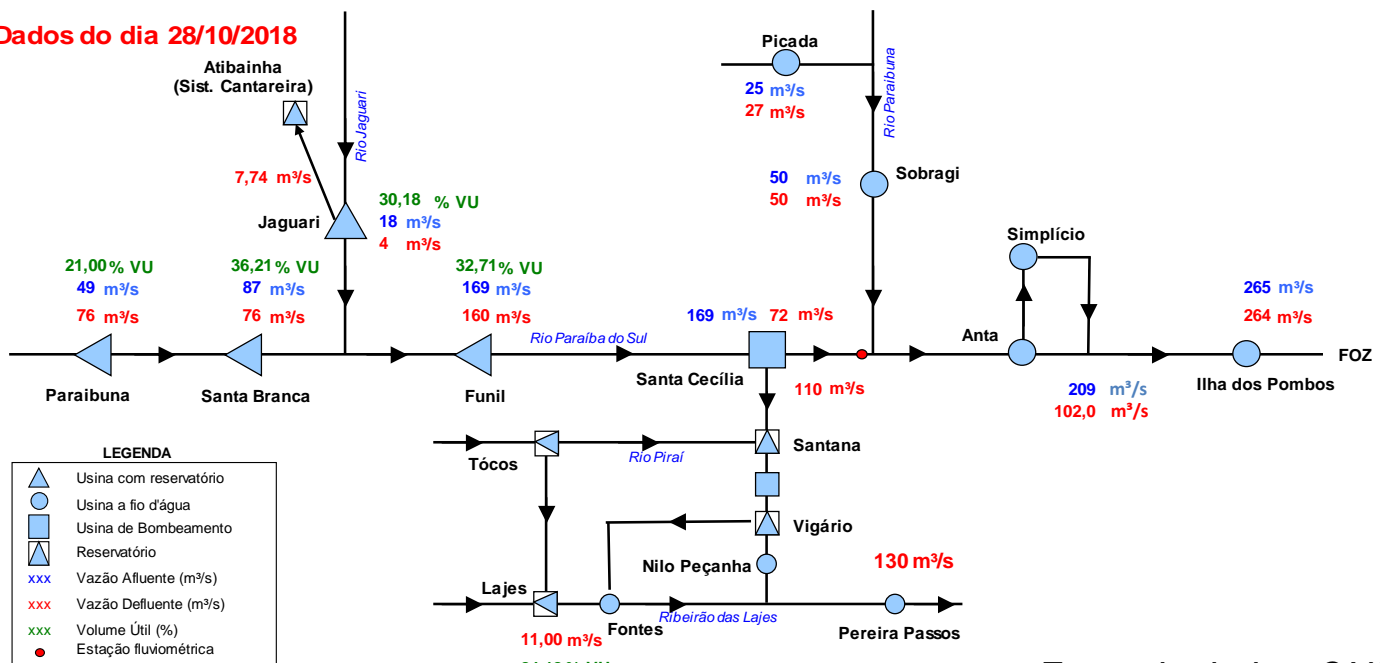 Dados do dia 28/10/2018
Atibainha
(Sist. Cantareira)
Rio Jaguari
7,74 m³/s
Jaguari
30,18 % VU
18 m³/s
4 m³/s
Picada
25 m³/s
27 m³/s
Rio Paraibuna
50 m³/s
50 m³/s
Sobragi
21,00 % VU
49 m³/s
76 m³/s
Paraibuna
36,21 % VU
87 m³/s
76 m³/s
Santa Branca
32,71 % VU
169 m³/s
160 m³/s
Funil
Rio Paraíba do Sul
169 m³/s 72 m³/s
Santa Cecília
110 m³/s
Simplício
Anta
209 m³/s
102,0 m³/s
265 m³/s
264 m³/s
Ilha dos Pombos
FOZ
Tócos
Rio Piraí
Santana
Vigário
Nilo Peçanha
130 m³/s
Lajes
Fontes
Ribeirão das Lajes
Pereira Passos
11,00 m³/s
LEGENDA
Usina com reservatório
Usina a fio d'água
Usina de Bombeamento
Reservatório
xxx Vazão Afluente (m³/s)
xxx Vazão Defluente (m³/s)
xxx Volume Útil (%)
Estação fluviométrica